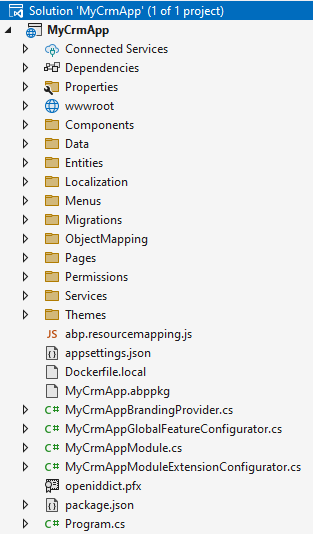 Solution 'MyCrmApp' (1 of 1 project)
MyCrmApp
Connected Services
Dependencies
Properties
wwwroot
Components
Data
Entities
Localization
Menus
Migrations
ObjectMapping
Pages
Permissions
Services
Themes
JS abp.resourcemapping.js
appsettings.json
Dockerfile.local
MyCrmApp.abppkg
C# MyCrmAppBrandingProvider.cs
C# MyCrmAppGlobalFeatureConfigurator.cs
C# MyCrmAppModule.cs
C# MyCrmAppModuleExtensionConfigurator.cs
openiddict.pfx
package.json
C# Program.cs